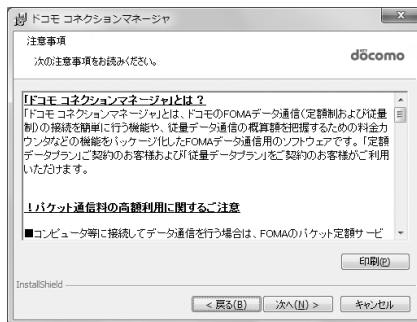 ドコモ コネクションマネージャ
注意事項
次の注意事項をお読みください。
döcomo
「ドコモ コネクションマネージャ」とは？
「ドコモ コネクションマネージャ」とは、ドコモのFOMAデータ通信(定額制および従量
制)の接続を簡単に行う機能や、従量データ通信の概算額を把握するための料金カ
ウンタなどの機能をパッケージ化したFOMAデータ通信用のソフトウェアです。「定額
データプラン」ご契約のお客様および「従量データプラン」をご契約のお客様がご利用
いただけます。
！パケット通信料の高額利用に関するご注意
■コンピュータ等に接続してデータ通信を行う場合は、FOMAのパケット定額サービ
印刷(P)
InstallShield
< 戻る(B)
次へ(N) >
キャンセル